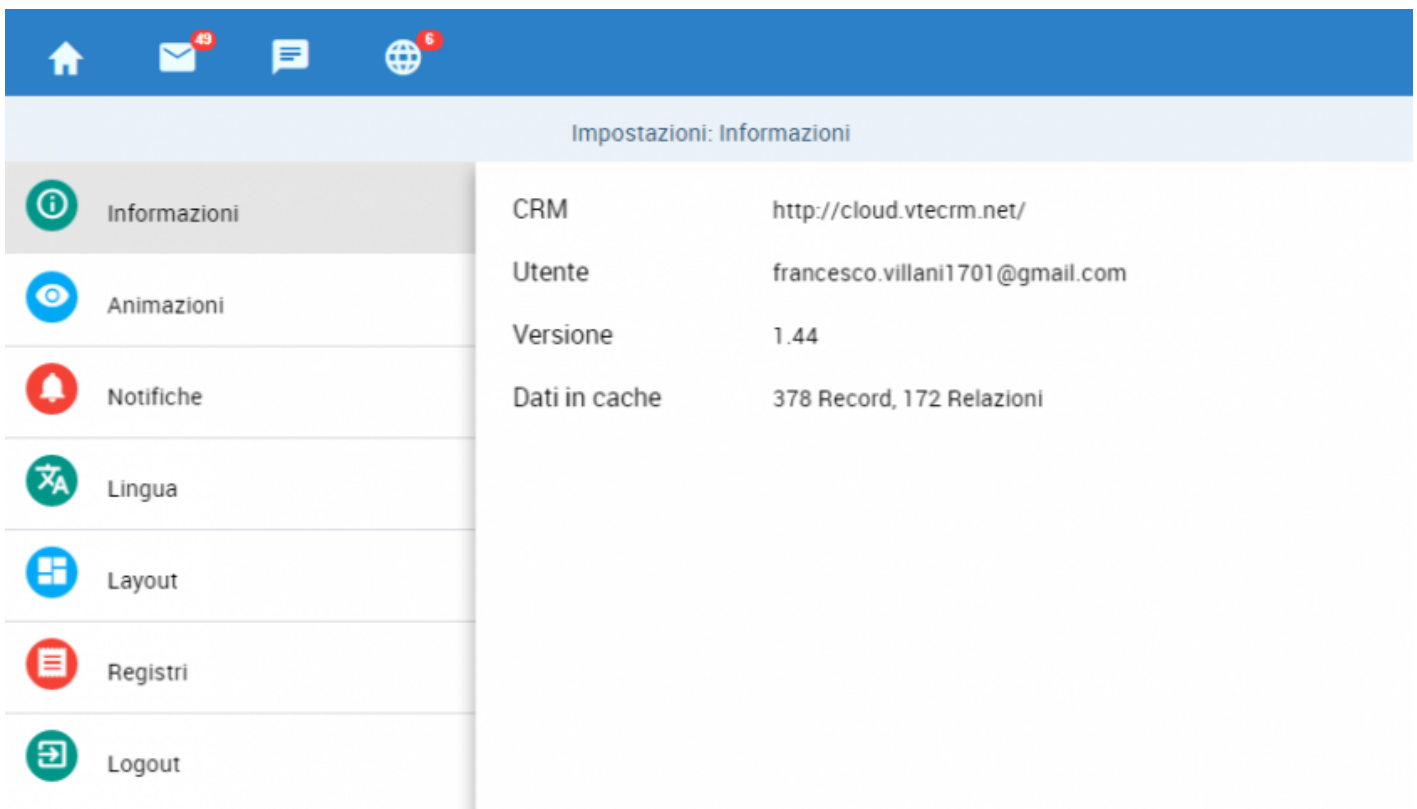 49
6
Impostazioni: Informazioni
Informazioni
CRM http://cloud.vtecrm.net/
Utente francesco.villani1701@gmail.com
Animazioni
Versione 1.44
Notifiche
Dati in cache 378 Record, 172 Relazioni
Lingua
Layout
Registri
Logout